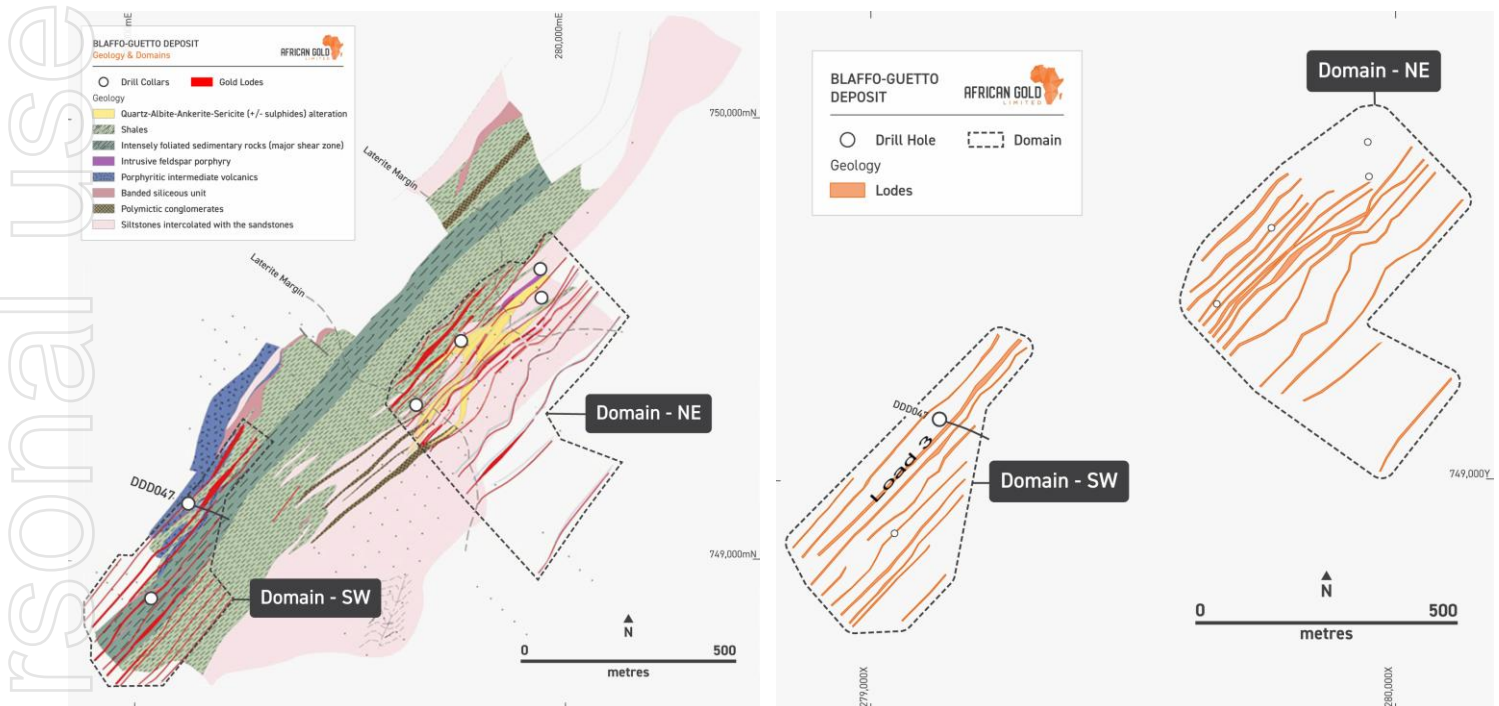 rsonal use
mE
280,000mE
BLAFFO-GUETTO DEPOSIT
Geology & Domains
AFRICAN GOLD
LIMITED
Drill Collars
Gold Lodes
Geology
Quartz-Albite-Ankerite-Sericite (+/- sulphides) alteration
Shales
Intensely foliated sedimentary rocks (major shear zone)
Intrusive feldspar porphyry
Porphyritic intermediate volcanics
Banded siliceous unit
Polymictic conglomerates
Siltstones intercolated with the sandstones
750,000mN
Laterite Margin
Laterite Margin
Domain - NE
DDD047
749,000mN
Domain - SW
N
0 500
metres
BLAFFO-GUETTO
DEPOSIT
AFRICAN GOLD
LIMITED
Drill Hole
Domain
Geology
Lodes
Domain - NE
DDD047
Load 3
Domain - SW
749,000Y
N
0 500
metres
279,000X
280,000X